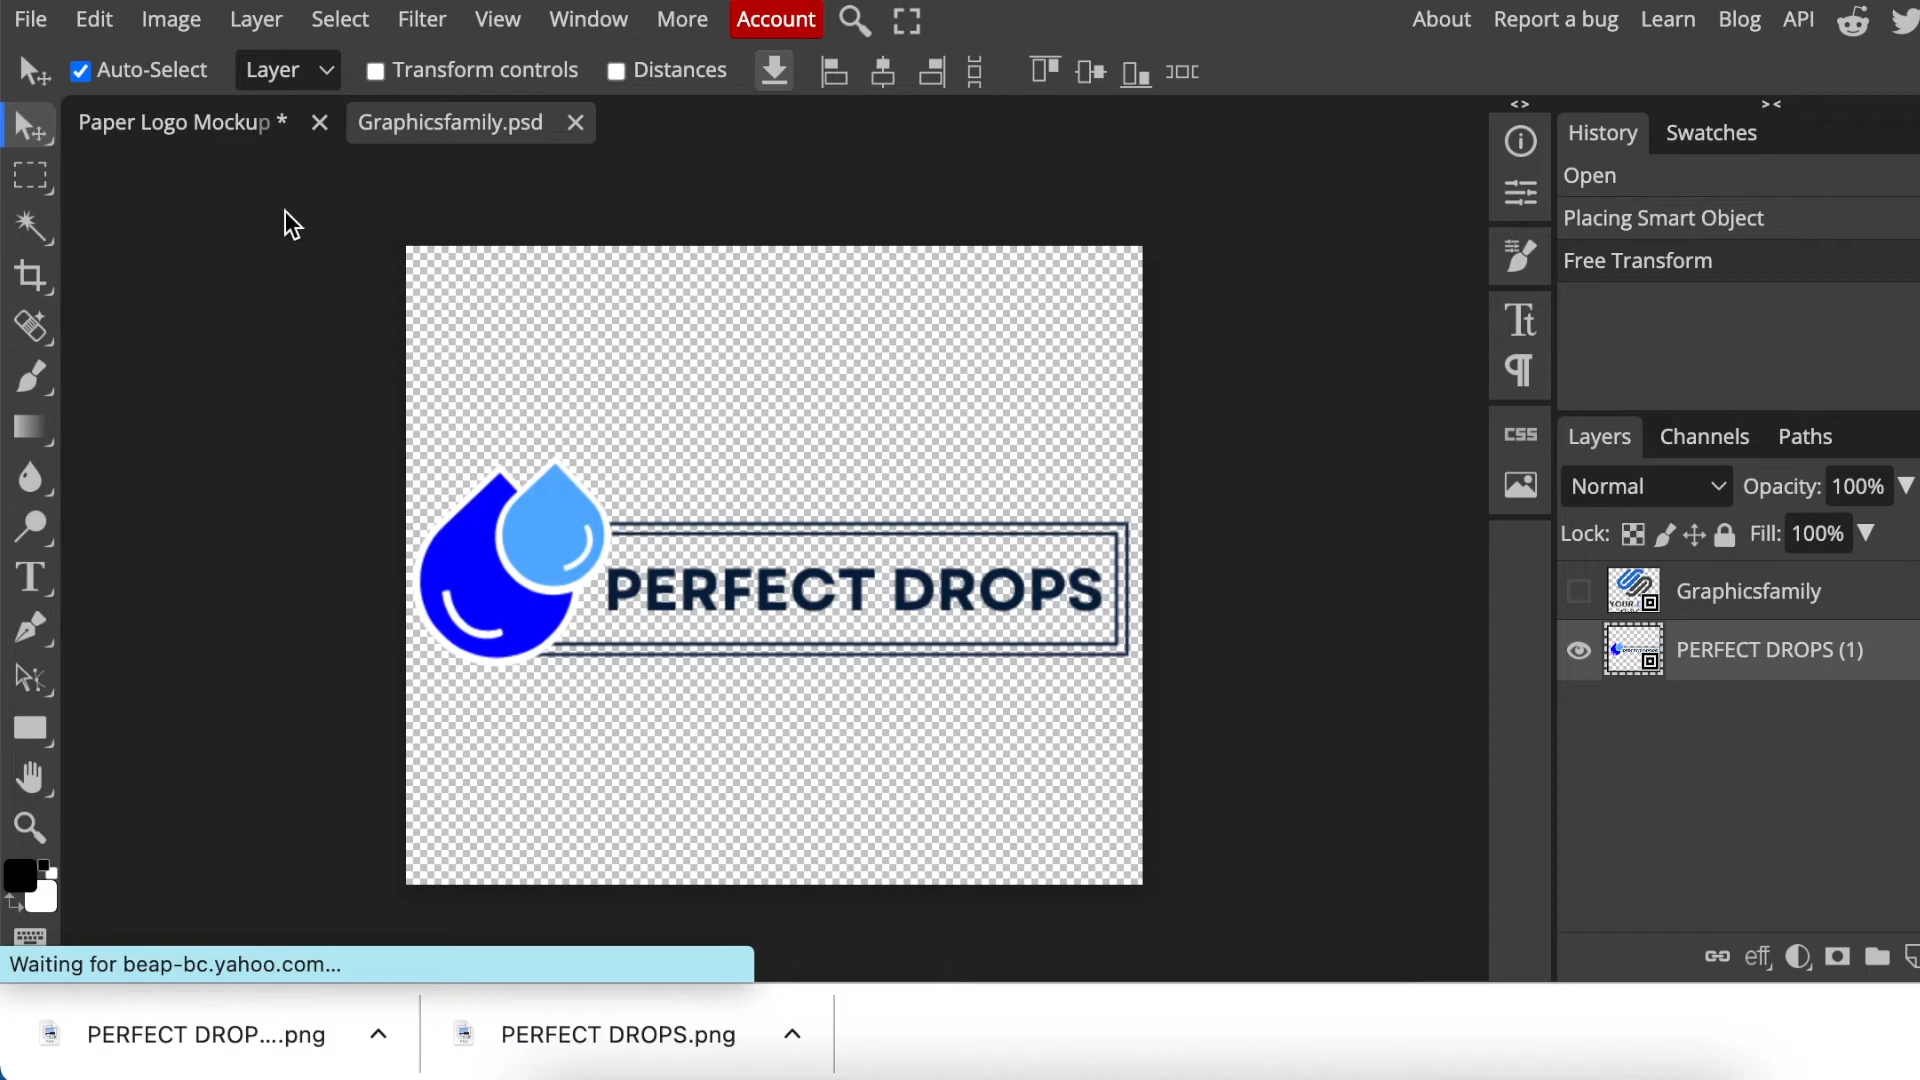 File Edit Image Layer Select Filter View Window More Account About Report a bug Learn Blog API
Auto-Select Layer Transform controls Distances
Paper Logo Mockup * Graphicsfamily.psd
History Swatches
Open
Placing Smart Object
Free Transform
CSS
Layers Channels Paths
Normal Opacity: 100%
Lock: Fill: 100%
Graphicsfamily
PERFECT DROPS (1)
eff
PERFECT DROPS
Waiting for beap-bc.yahoo.com...
PERFECT DROP....png PERFECT DROPS.png